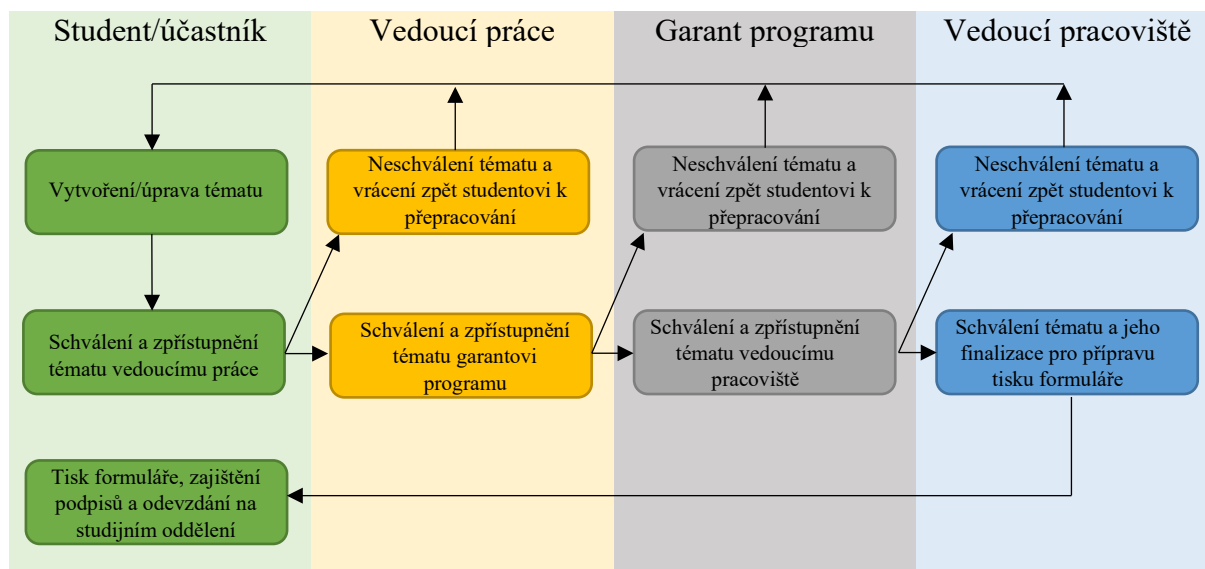 Student/účastník
Vedoucí práce
Garant programu
Vedoucí pracoviště
Vytvoření/úprava tématu
Neschválení tématu a
vrácení zpět studentovi k
přepracování
Neschválení tématu a
vrácení zpět studentovi k
přepracování
Neschválení tématu a
vrácení zpět studentovi k
přepracování
Schválení a zpřístupnění
tématu vedoucímu práce
Schválení a zpřístupnění
tématu garantovi
programu
Schválení a zpřístupnění
tématu vedoucímu
pracoviště
Schválení tématu a jeho
finalizace pro přípravu
tisku formuláře
Tisk formuláře, zajištění
podpisů a odevzdání na
studijním oddělení